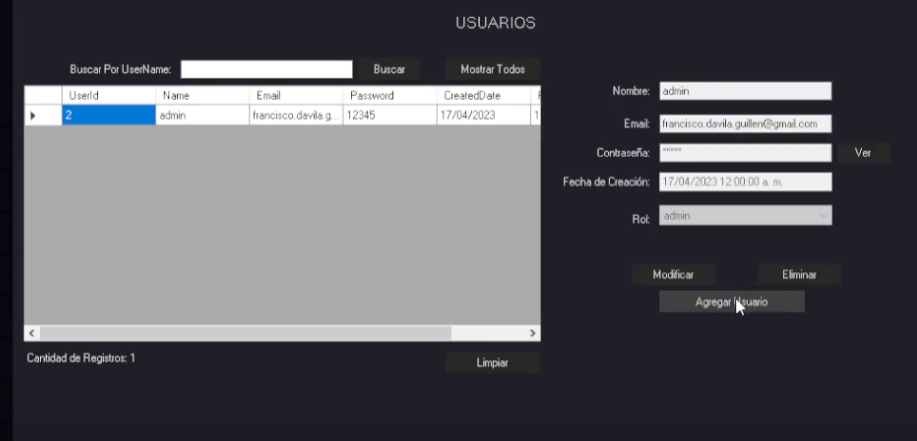 USUARIOS
Buscar Por UserName: Buscar Mostrar Todos
UserId Name Email Password CreatedDate
2 admin francisco.davila.g... 12345 17/04/2023 1
Nombre: admin
Email: francisco.davila.guillen@gmail.com
Contraseña: ***** Ver
Fecha de Creación: 17/04/2023 12:00:00 a. m.
Rol: admin
Modificar Eliminar
Agregar Usuario
Cantidad de Registros: 1
Limpiar